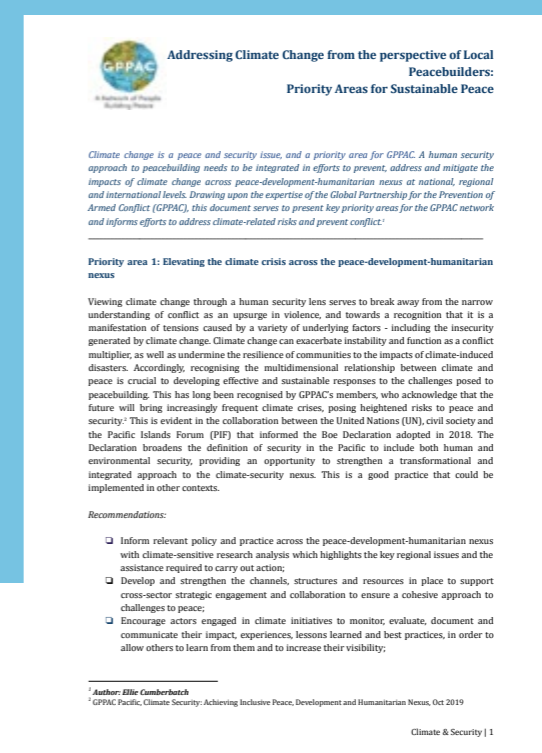 GPPAC
A Network of People
Building Peace
Addressing Climate Change from the perspective of Local
Peacebuilders:
Priority Areas for Sustainable Peace
Climate change is a peace and security issue, and a priority area for GPPAC. A human security
approach to peacebuilding needs to be integrated in efforts to prevent, address and mitigate the
impacts of climate change across peace-development-humanitarian nexus at national, regional
and international levels. Drawing upon the expertise of the Global Partnership for the Prevention of
Armed Conflict (GPPAC), this document serves to present key priority areas for the GPPAC network
and informs efforts to address climate-related risks and prevent conflict.¹
Priority area 1: Elevating the climate crisis across the peace-development-humanitarian
nexus
Viewing climate change through a human security lens serves to break away from the narrow
understanding of conflict as an upsurge in violence, and towards a recognition that it is a
manifestation of tensions caused by a variety of underlying factors - including the insecurity
generated by climate change. Climate change can exacerbate instability and function as a conflict
multiplier, as well as undermine the resilience of communities to the impacts of climate-induced
disasters. Accordingly, recognising the multidimensional relationship between climate and
peace is crucial to developing effective and sustainable responses to the challenges posed to
peacebuilding. This has long been recognised by GPPAC's members, who acknowledge that the
future will bring increasingly frequent climate crises, posing heightened risks to peace and
security.² This is evident in the collaboration between the United Nations (UN), civil society and
the Pacific Islands Forum (PIF) that informed the Boe Declaration adopted in 2018. The
Declaration broadens the definition of security in the Pacific to include both human and
environmental security, providing an opportunity to strengthen a transformational and
integrated approach to the climate-security nexus. This is a good practice that could be
implemented in other contexts.
Recommendations:
❏ Inform relevant policy and practice across the peace-development-humanitarian nexus
with climate-sensitive research analysis which highlights the key regional issues and the
assistance required to carry out action;
❏ Develop and strengthen the channels, structures and resources in place to support
cross-sector strategic engagement and collaboration to ensure a cohesive approach to
challenges to peace;
❏ Encourage actors engaged in climate initiatives to monitor, evaluate, document and
communicate their impact, experiences, lessons learned and best practices, in order to
allow others to learn from them and to increase their visibility;
¹ Author: Ellie Cumberbatch
² GPPAC Pacific, Climate Security: Achieving Inclusive Peace, Development and Humanitarian Nexus, Oct 2019
Climate & Security | 1